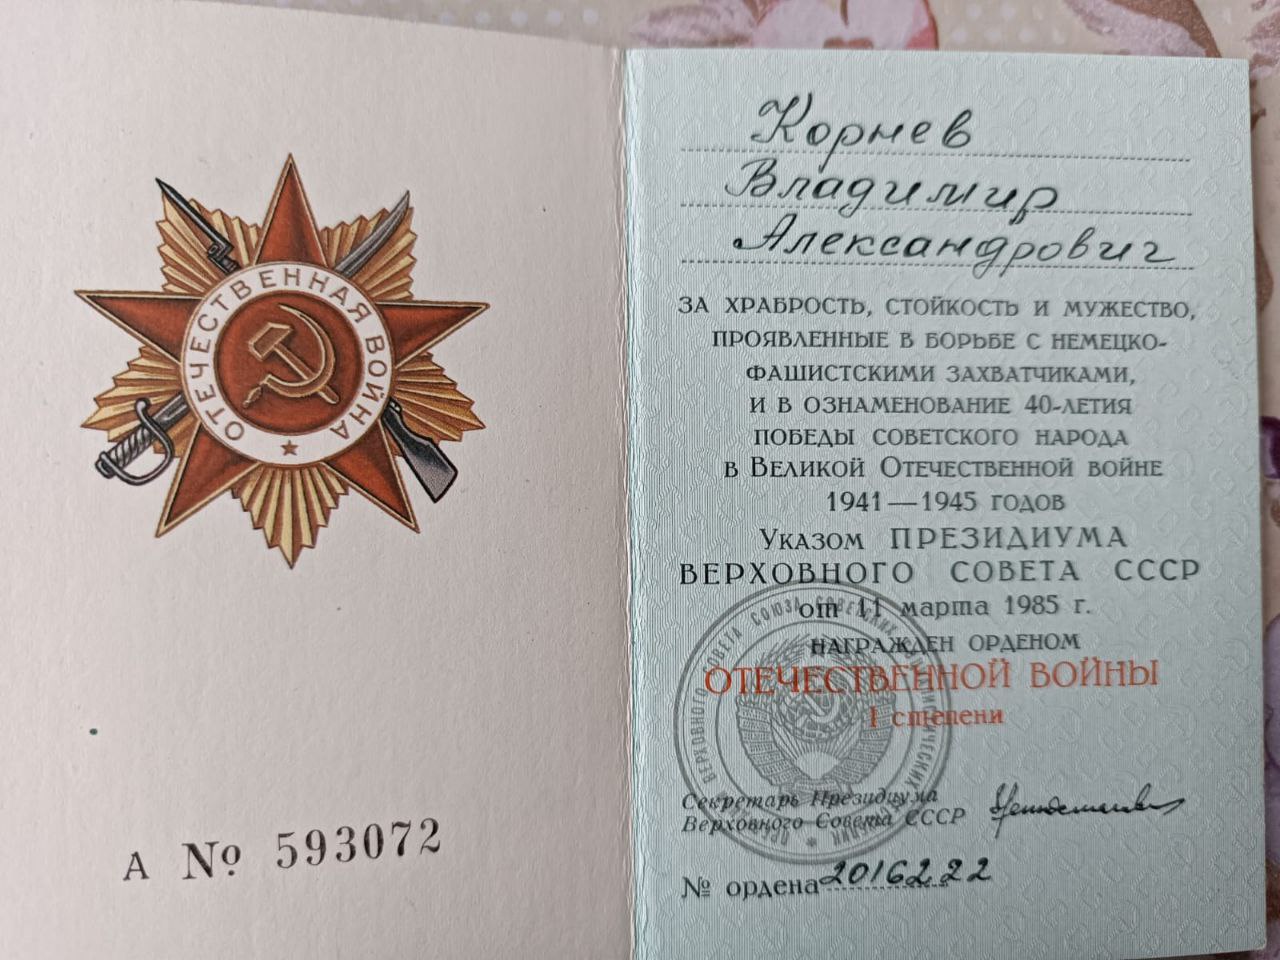 ОТЕЧЕСТВЕННАЯ ВОЙНА
А № 593072
Корнев
Владимир
Александрович
ЗА ХРАБРОСТЬ, СТОЙКОСТЬ И МУЖЕСТВО,
ПРОЯВЛЕННЫЕ В БОРЬБЕ С НЕМЕЦКО-
ФАШИСТСКИМИ ЗАХВАТЧИКАМИ,
И В ОЗНАМЕНОВАНИЕ 40-ЛЕТИЯ
ПОБЕДЫ СОВЕТСКОГО НАРОДА
В ВЕЛИКОЙ ОТЕЧЕСТВЕННОЙ ВОЙНЕ
1941—1945 ГОДОВ
УКАЗОМ ПРЕЗИДИУМА
ВЕРХОВНОГО СОВЕТА СССР
от 11 марта 1985 г.
НАГРАЖДЕН ОРДЕНОМ
ОТЕЧЕСТВЕННОЙ ВОЙНЫ
I степени
Секретарь Президиума
Верховного Совета СССР
№ ордена 2016222